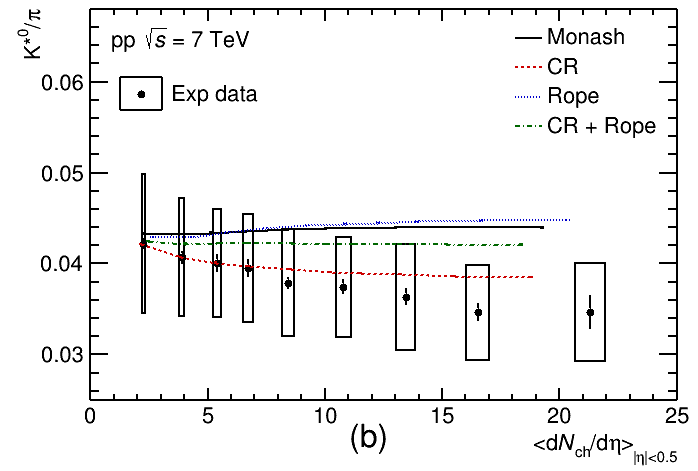 K*⁰/π
pp √s = 7 TeV
Exp data
Monash
CR
Rope
CR + Rope
0.06
0.05
0.04
0.03
0 5 10 15 20 25
(b)
<dN_ch/dη>_|η|<0.5